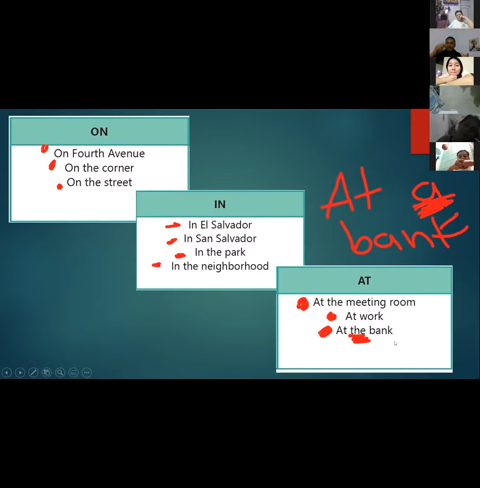 ON
On Fourth Avenue
On the corner
On the street
IN
In El Salvador
In San Salvador
In the park
In the neighborhood
AT
At the meeting room
At work
At the bank
At a
bank